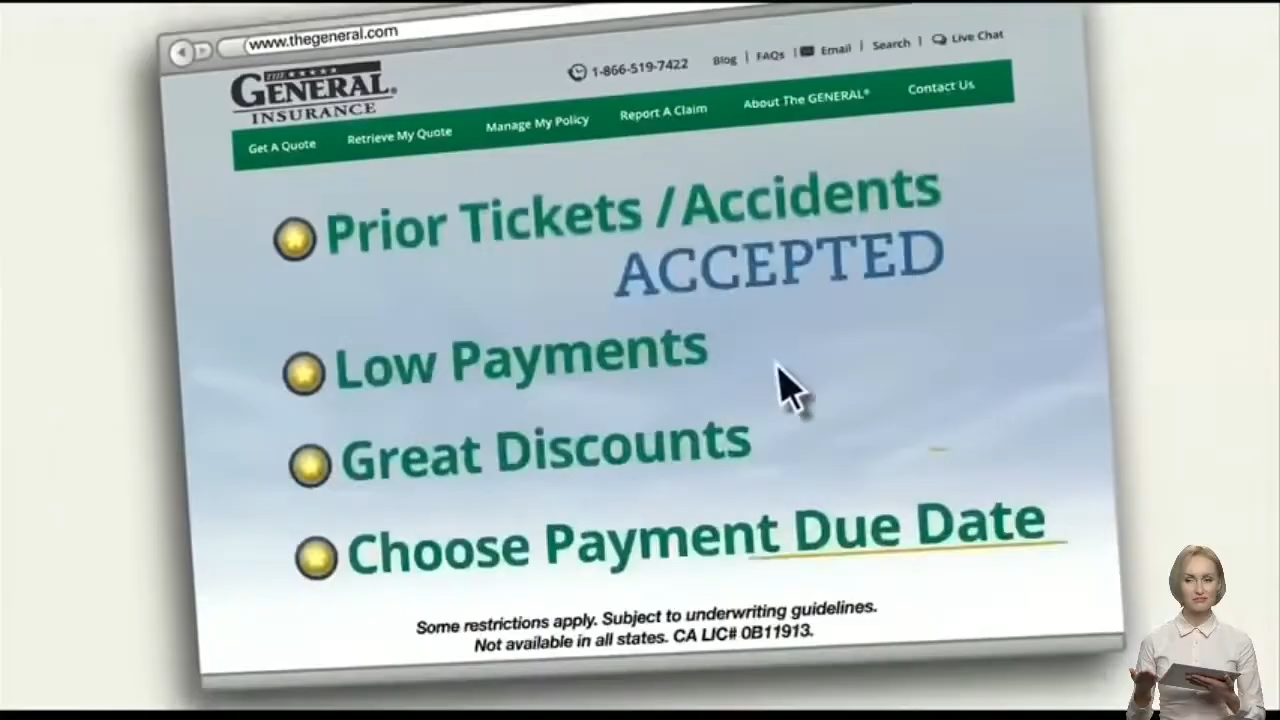 www.thegeneral.com
THE
GENERAL®
INSURANCE
1-866-519-7422
Blog | FAQs | Email | Search | Live Chat
Get A Quote Retrieve My Quote Manage My Policy Report A Claim About The GENERAL® Contact Us
Prior Tickets / Accidents
ACCEPTED
Low Payments
Great Discounts
Choose Payment Due Date
Some restrictions apply. Subject to underwriting guidelines.
Not available in all states. CA LIC# 0B11913.